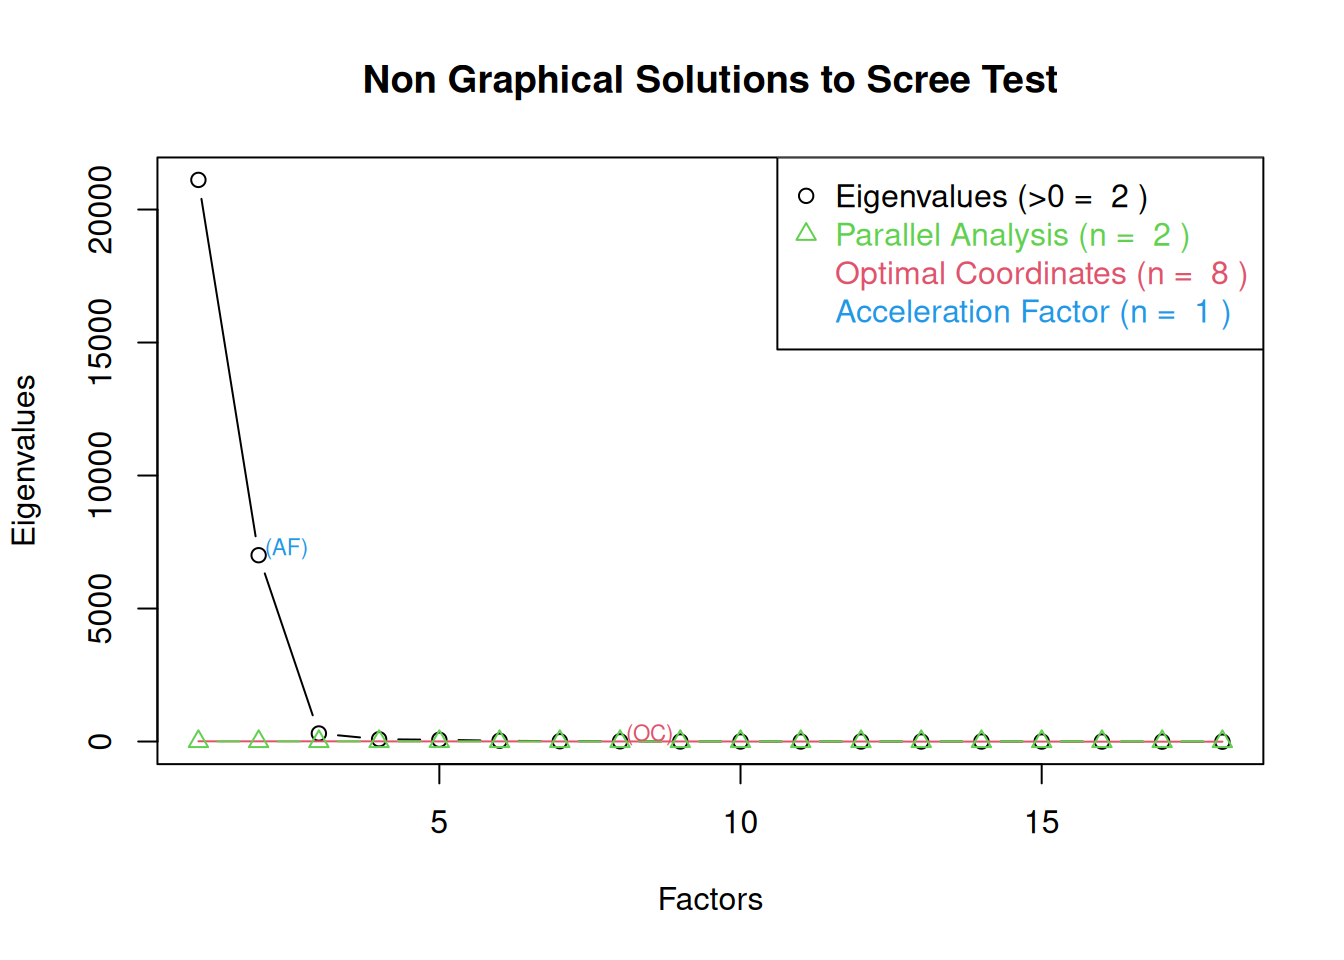 Non Graphical Solutions to Scree Test
Eigenvalues (>0 =  2 )
Parallel Analysis (n =  2 )
Optimal Coordinates (n =  8 )
Acceleration Factor (n =  1 )
Eigenvalues
20000
15000
10000
5000
0
(AF)
(OC)
5
10
15
Factors